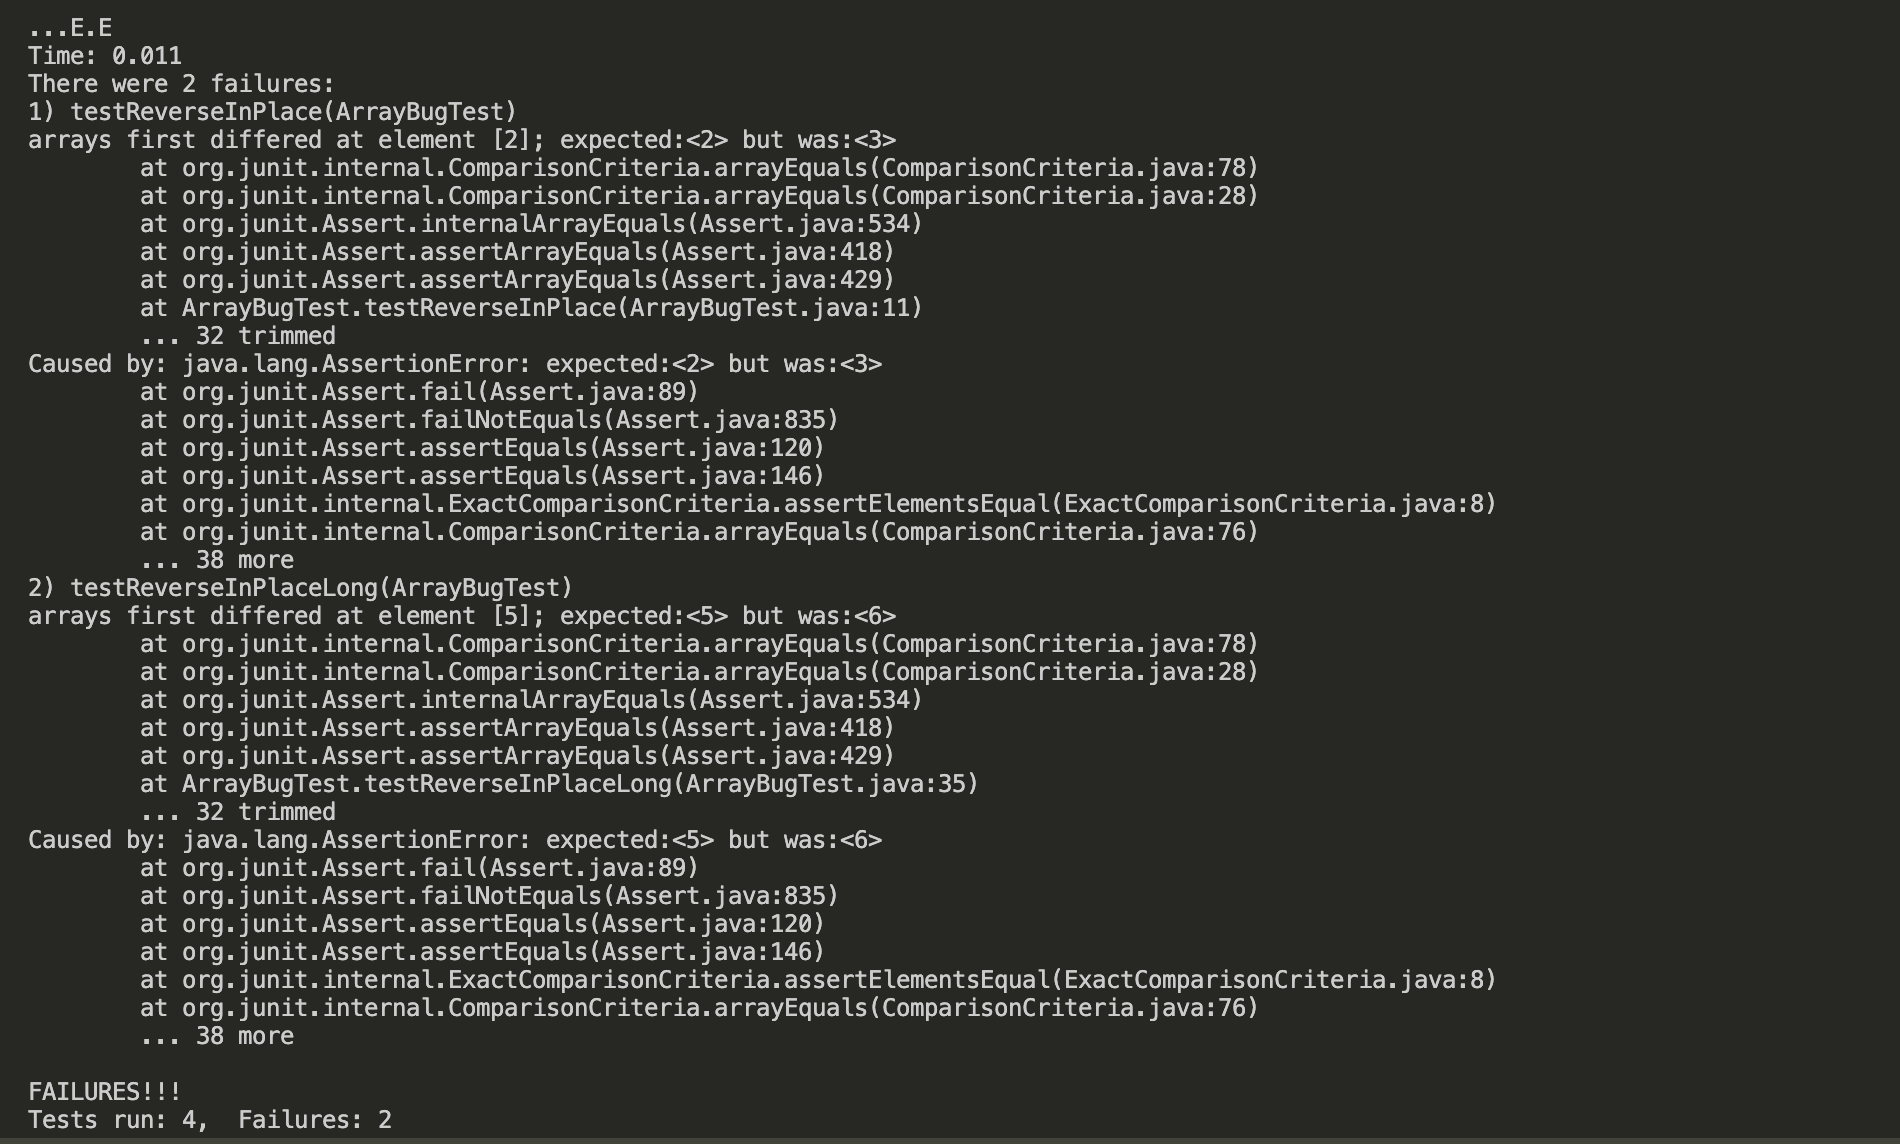 ...E.E
Time: 0.011
There were 2 failures:
1) testReverseInPlace(ArrayBugTest)
arrays first differed at element [2]; expected:<2> but was:<3>
at org.junit.internal.ComparisonCriteria.arrayEquals(ComparisonCriteria.java:78)
at org.junit.internal.ComparisonCriteria.arrayEquals(ComparisonCriteria.java:28)
at org.junit.Assert.internalArrayEquals(Assert.java:534)
at org.junit.Assert.assertArrayEquals(Assert.java:418)
at org.junit.Assert.assertArrayEquals(Assert.java:429)
at ArrayBugTest.testReverseInPlace(ArrayBugTest.java:11)
... 32 trimmed
Caused by: java.lang.AssertionError: expected:<2> but was:<3>
at org.junit.Assert.fail(Assert.java:89)
at org.junit.Assert.failNotEquals(Assert.java:835)
at org.junit.Assert.assertEquals(Assert.java:120)
at org.junit.Assert.assertEquals(Assert.java:146)
at org.junit.internal.ExactComparisonCriteria.assertElementsEqual(ExactComparisonCriteria.java:8)
at org.junit.internal.ComparisonCriteria.arrayEquals(ComparisonCriteria.java:76)
... 38 more
2) testReverseInPlaceLong(ArrayBugTest)
arrays first differed at element [5]; expected:<5> but was:<6>
at org.junit.internal.ComparisonCriteria.arrayEquals(ComparisonCriteria.java:78)
at org.junit.internal.ComparisonCriteria.arrayEquals(ComparisonCriteria.java:28)
at org.junit.Assert.internalArrayEquals(Assert.java:534)
at org.junit.Assert.assertArrayEquals(Assert.java:418)
at org.junit.Assert.assertArrayEquals(Assert.java:429)
at ArrayBugTest.testReverseInPlaceLong(ArrayBugTest.java:35)
... 32 trimmed
Caused by: java.lang.AssertionError: expected:<5> but was:<6>
at org.junit.Assert.fail(Assert.java:89)
at org.junit.Assert.failNotEquals(Assert.java:835)
at org.junit.Assert.assertEquals(Assert.java:120)
at org.junit.Assert.assertEquals(Assert.java:146)
at org.junit.internal.ExactComparisonCriteria.assertElementsEqual(ExactComparisonCriteria.java:8)
at org.junit.internal.ComparisonCriteria.arrayEquals(ComparisonCriteria.java:76)
... 38 more
FAILURES!!!
Tests run: 4,  Failures: 2